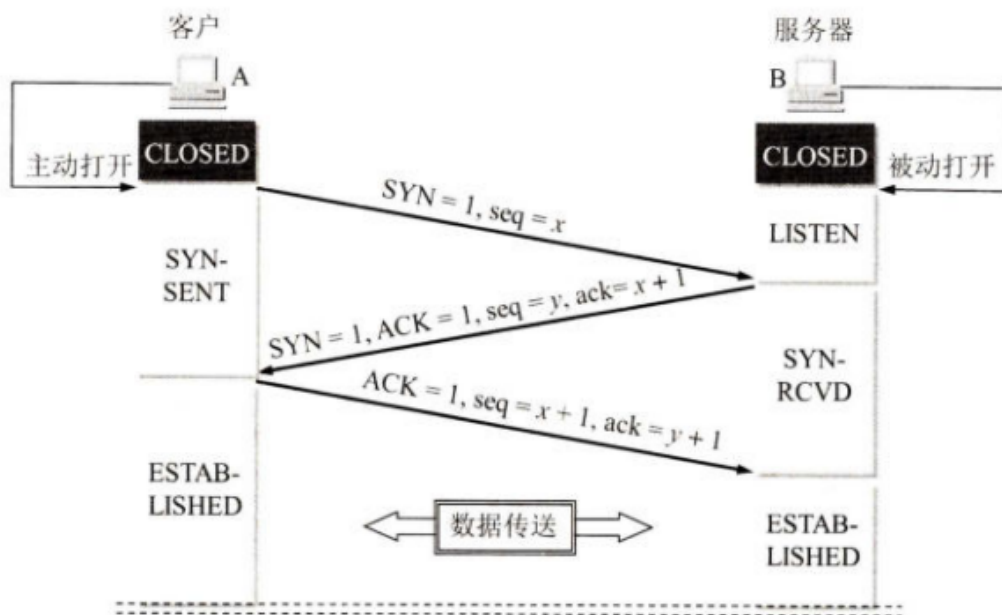 客户
服务器
A
B
CLOSED
CLOSED
主动打开
被动打开
SYN = 1, seq = x
LISTEN
SYN-
SENT
SYN = 1, ACK = 1, seq = y, ack= x + 1
SYN-
RCVD
ACK = 1, seq = x + 1, ack = y + 1
ESTAB-
LISHED
数据传送
ESTAB-
LISHED